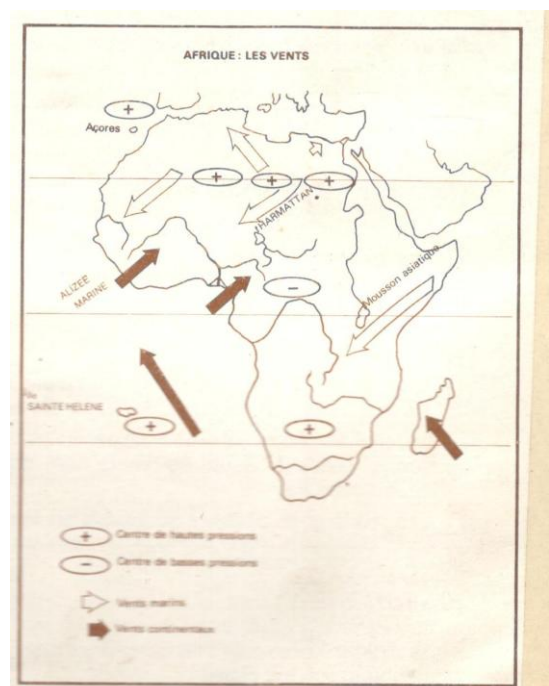 AFRIQUE : LES VENTS
+
Açores
+
+
+
HARMATTAN
ALIZEE
MARINE
Mousson asiatique
−
Ile
SAINTE HELENE
+
+
+ Centre de hautes pressions
− Centre de basses pressions
Vents marins
Vents continentaux